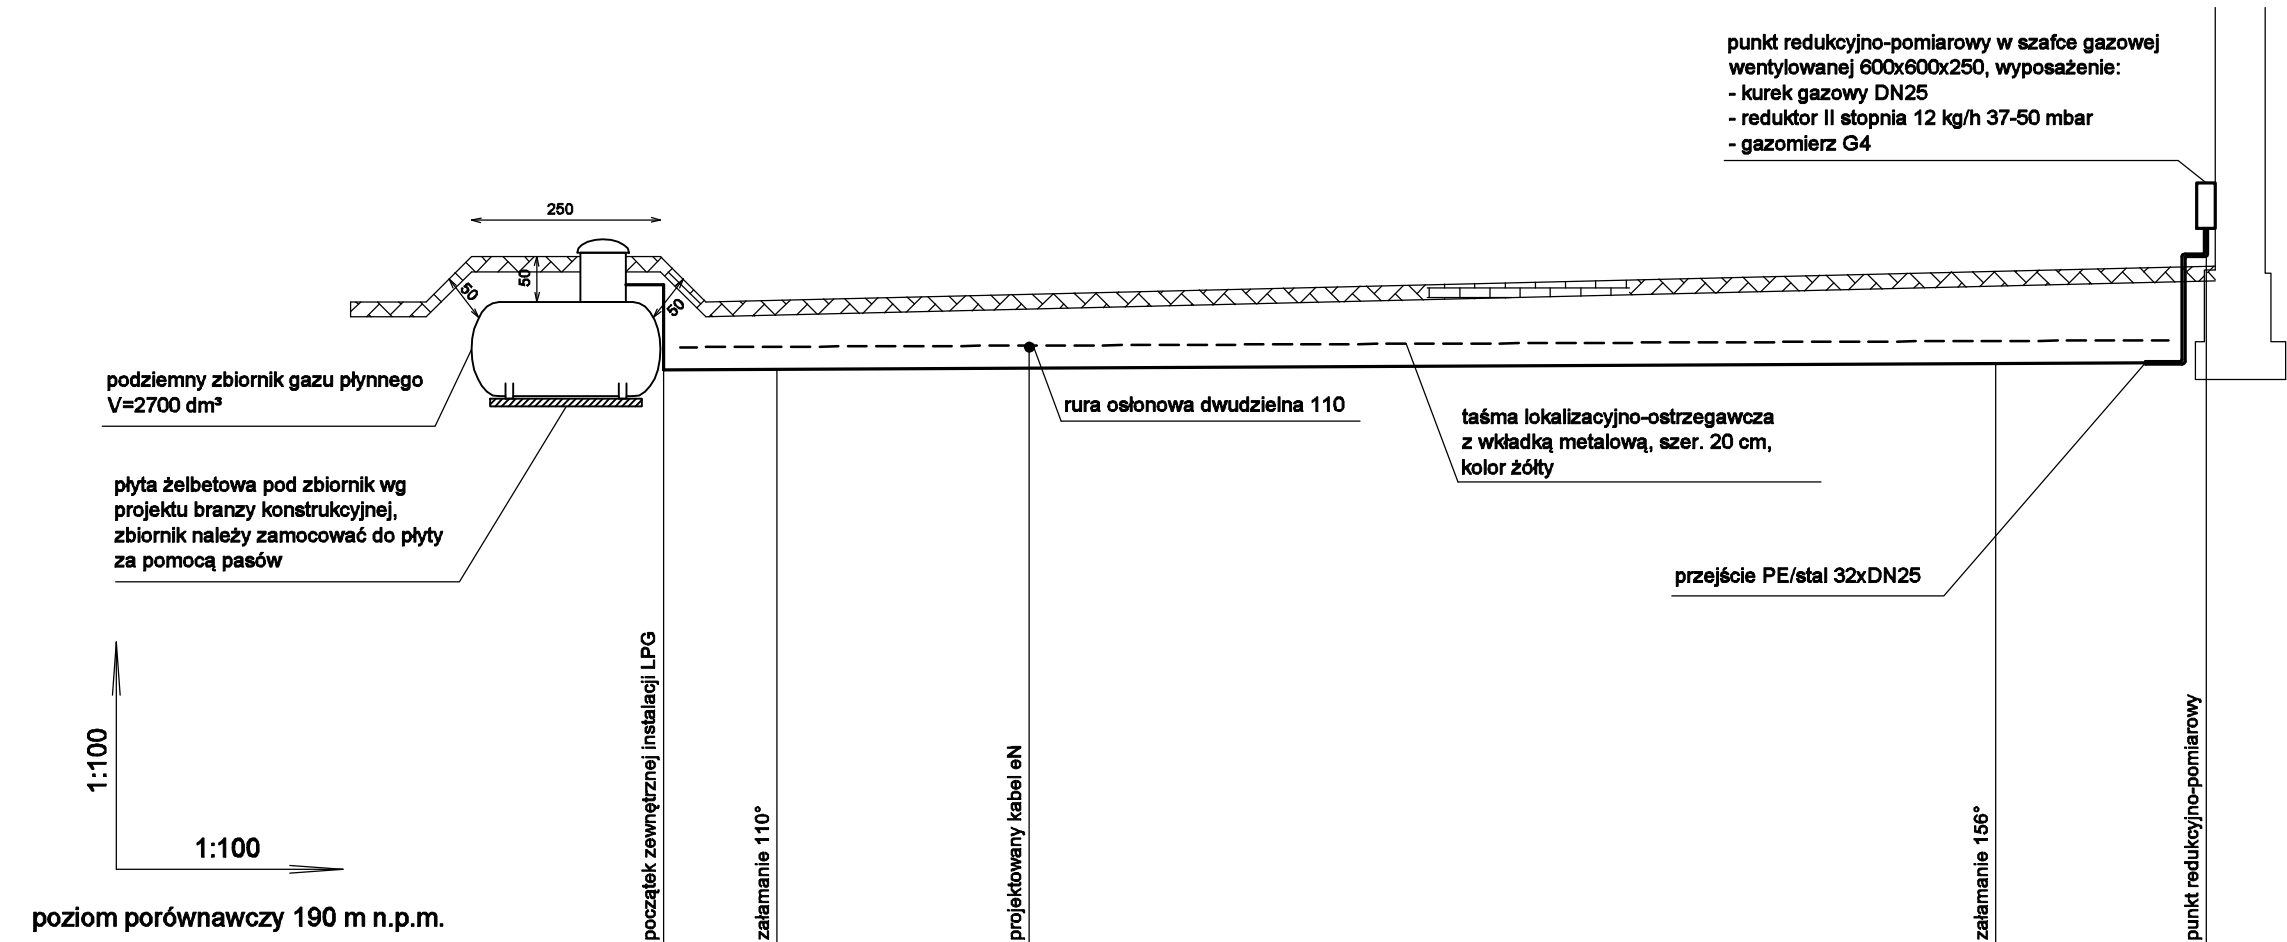 punkt redukcyjno-pomiarowy w szafce gazowej
wentylowanej 600x600x250, wyposażenie:
- kurek gazowy DN25
- reduktor II stopnia 12 kg/h 37-50 mbar
- gazomierz G4
250
50
50
50
podziemny zbiornik gazu płynnego
V=2700 dm³
rura osłonowa dwudzielna 110
taśma lokalizacyjno-ostrzegawcza
z wkładką metalową, szer. 20 cm,
kolor żółty
płyta żelbetowa pod zbiornik wg
projektu branzy konstrukcyjnej,
zbiornik należy zamocować do płyty
za pomocą pasów
przejście PE/stal 32xDN25
początek zewnętrznej instalacji LPG
załamanie 110°
projektowany kabel eN
załamanie 156°
punkt redukcyjno-pomiarowy
1:100
1:100
poziom porównawczy 190 m n.p.m.